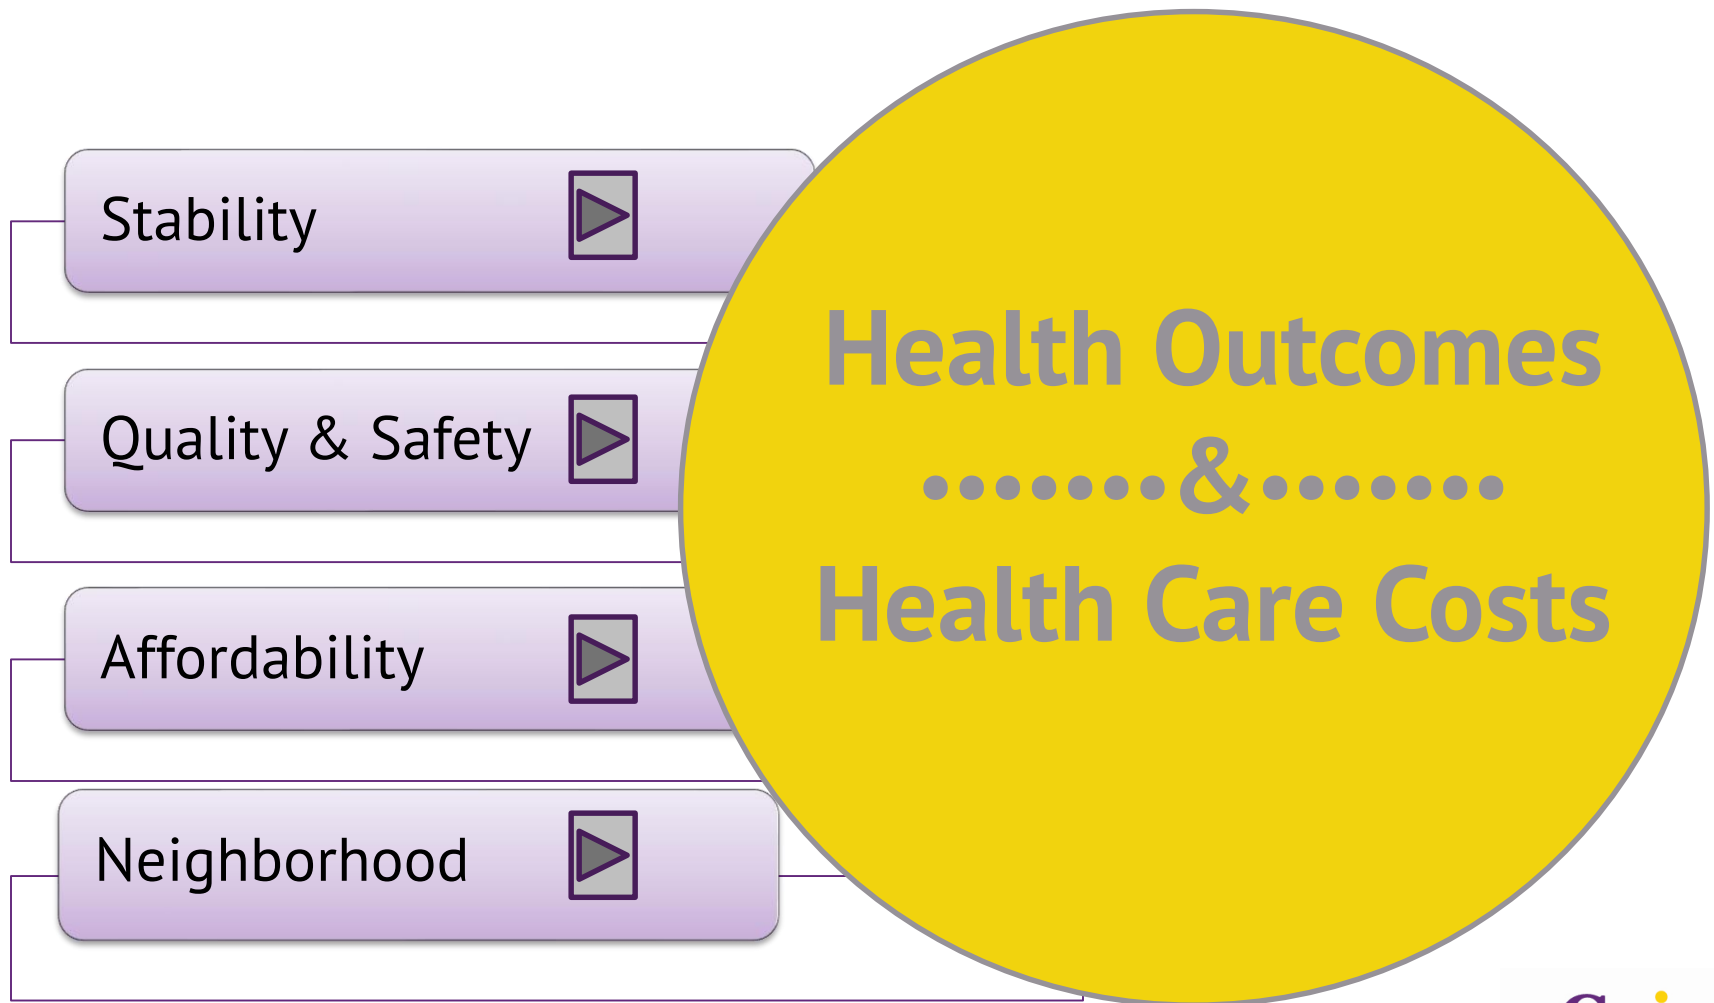 Stability
Quality & Safety
Affordability
Neighborhood
Health Outcomes
•••••••&•••••••
Health Care Costs